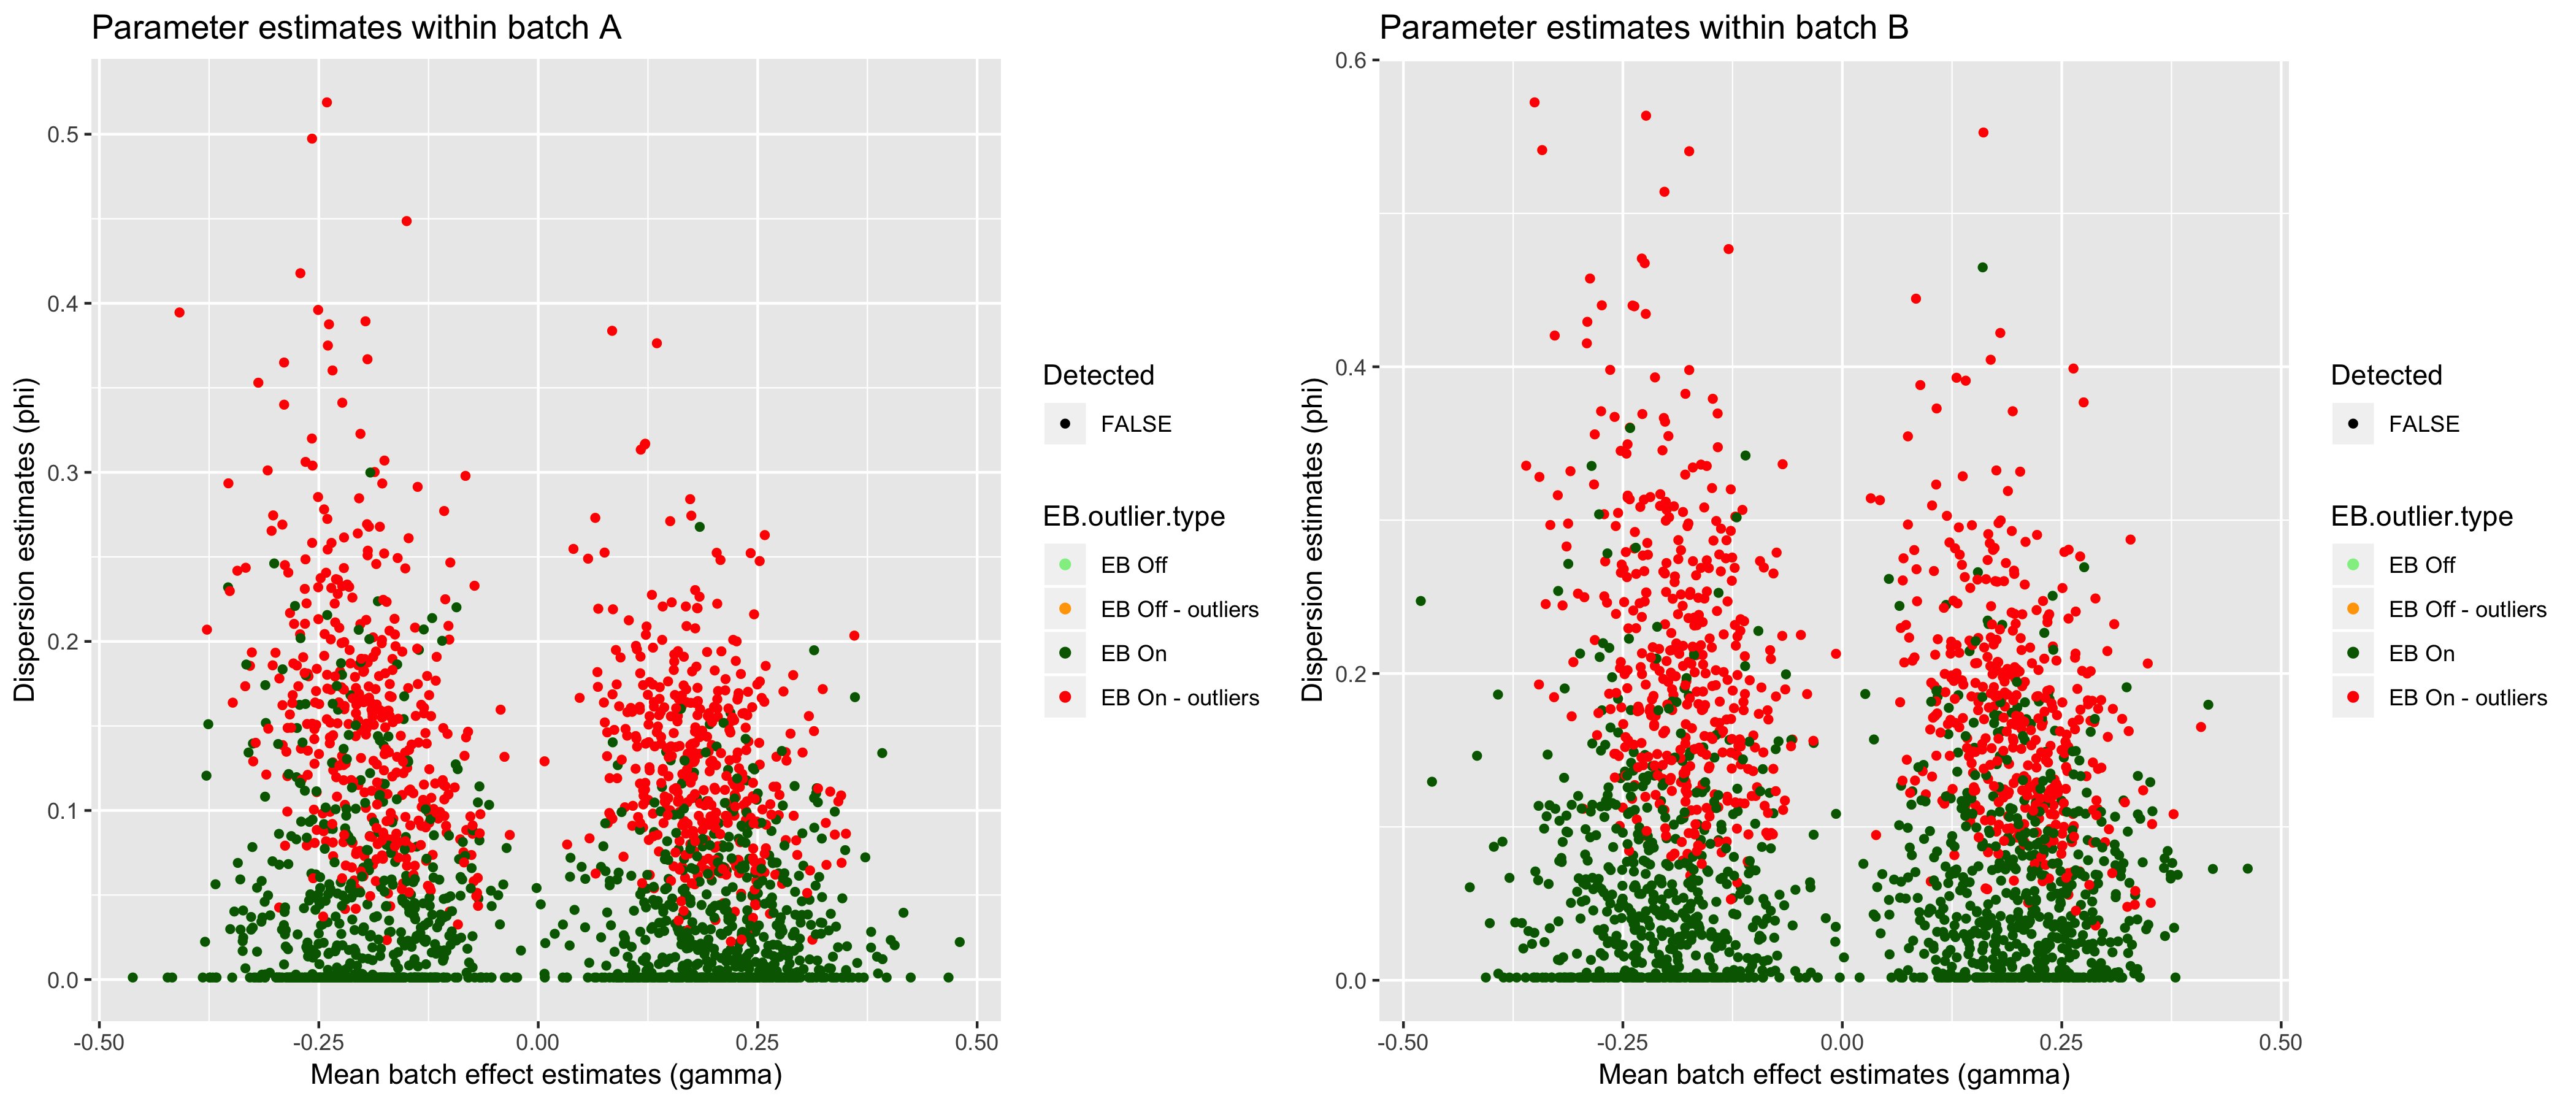 Parameter estimates within batch A
Dispersion estimates (phi)
0.5
0.4
0.3
0.2
0.1
0.0
-0.50
-0.25
0.00
0.25
0.50
Mean batch effect estimates (gamma)
Detected
FALSE
EB.outlier.type
EB Off
EB Off - outliers
EB On
EB On - outliers
Parameter estimates within batch B
Dispersion estimates (phi)
0.6
0.4
0.2
0.0
-0.50
-0.25
0.00
0.25
0.50
Mean batch effect estimates (gamma)
Detected
FALSE
EB.outlier.type
EB Off
EB Off - outliers
EB On
EB On - outliers